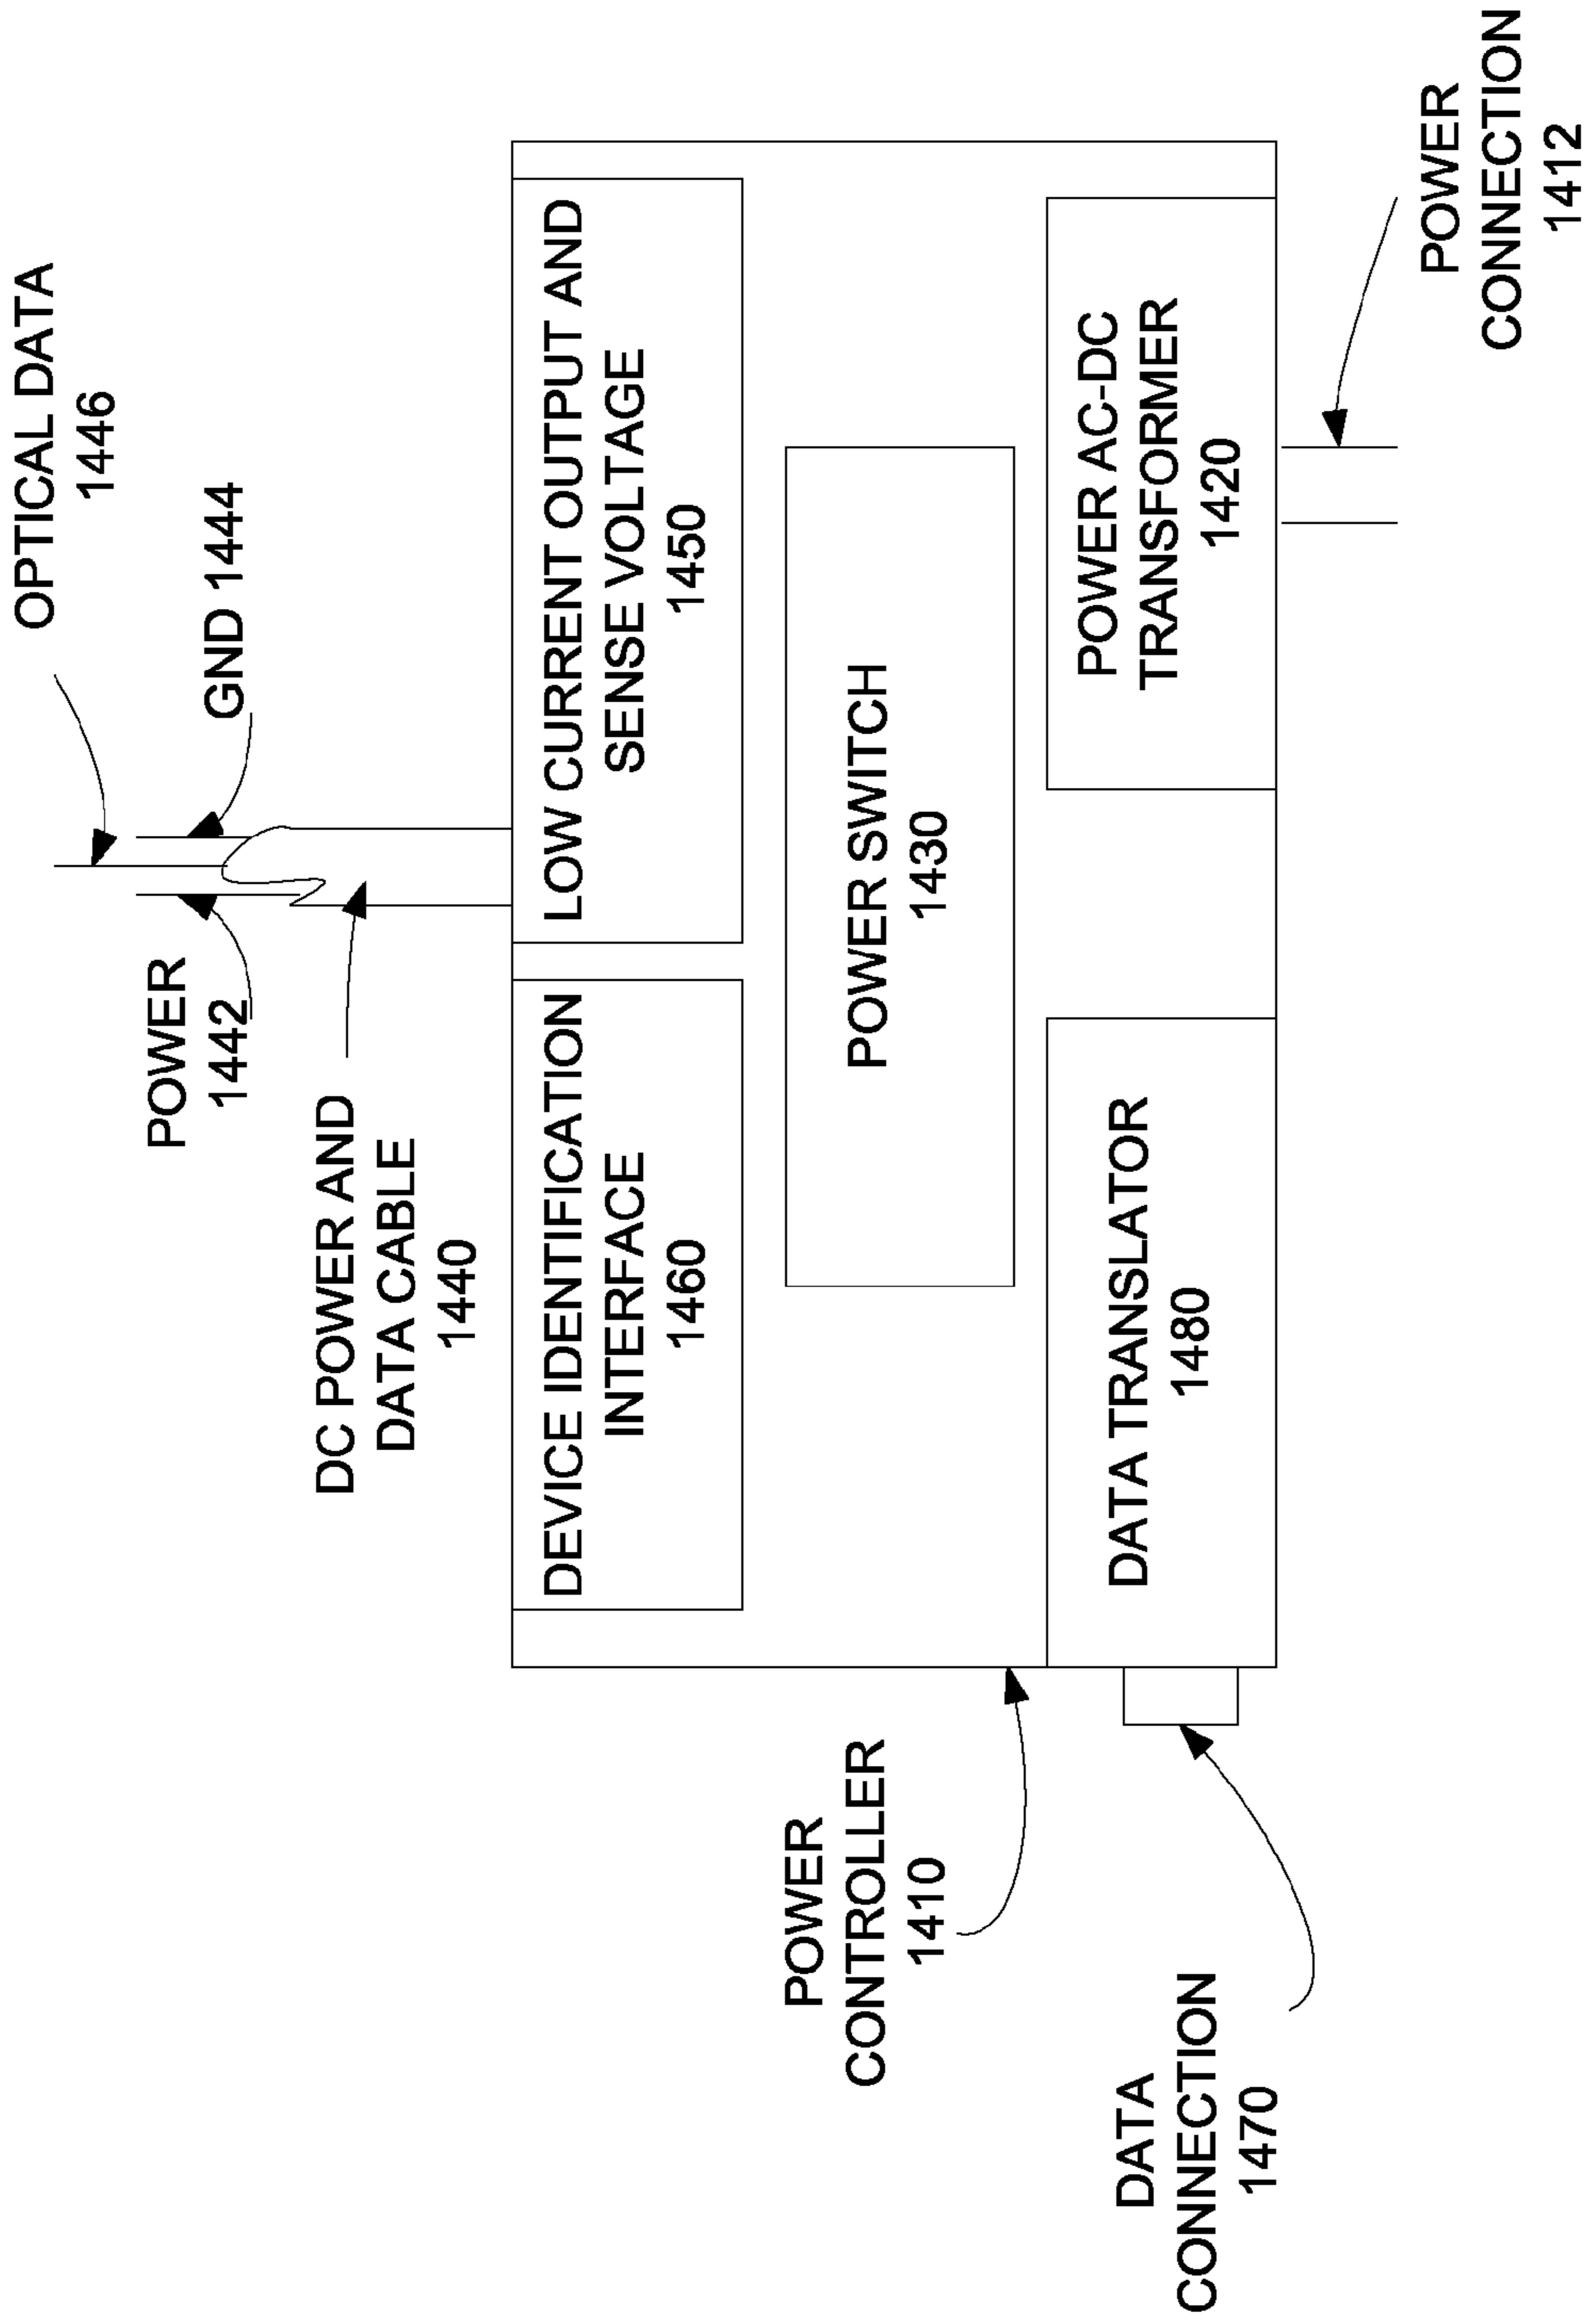 OPTICAL DATA
1446
GND 1444
POWER
1442
DC POWER AND
DATA CABLE
1440
DEVICE IDENTIFICATION
INTERFACE
1460
LOW CURRENT OUTPUT AND
SENSE VOLTAGE
1450
POWER SWITCH
1430
POWER
CONTROLLER
1410
DATA TRANSLATOR
1480
POWER AC-DC
TRANSFORMER
1420
DATA
CONNECTION
1470
POWER
CONNECTION
1412